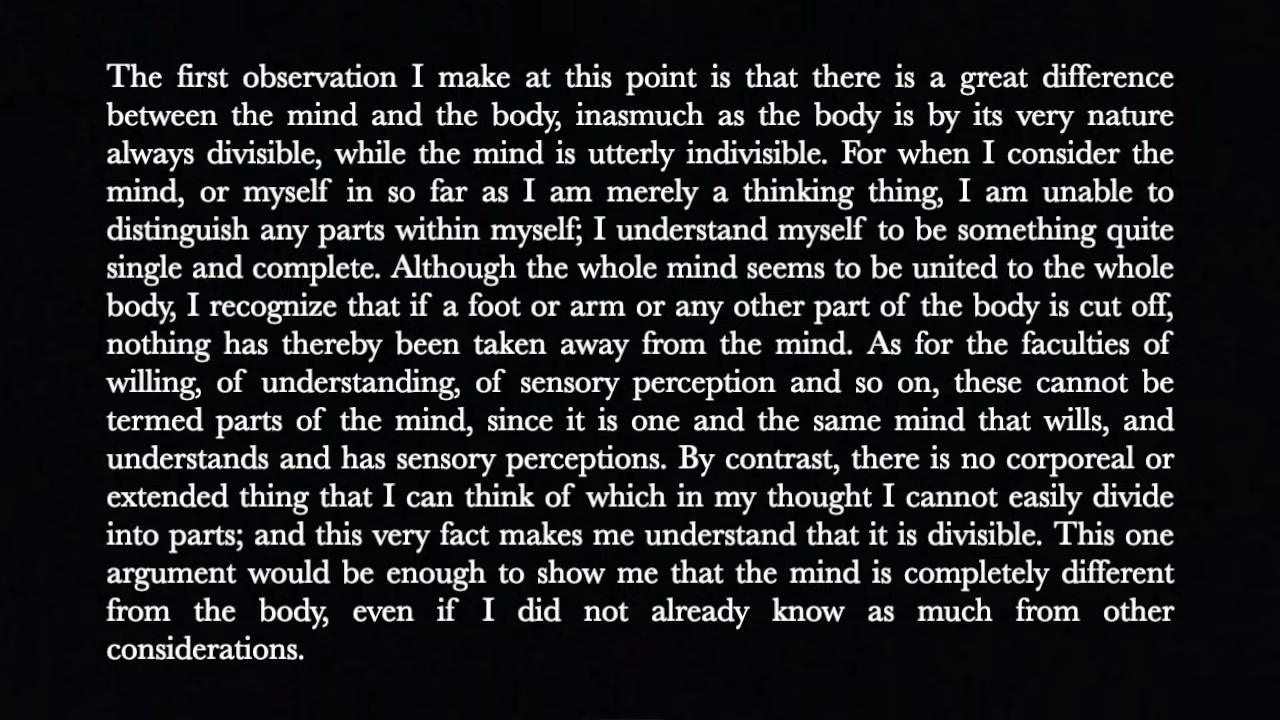 The first observation I make at this point is that there is a great difference
between the mind and the body, inasmuch as the body is by its very nature
always divisible, while the mind is utterly indivisible. For when I consider the
mind, or myself in so far as I am merely a thinking thing, I am unable to
distinguish any parts within myself; I understand myself to be something quite
single and complete. Although the whole mind seems to be united to the whole
body, I recognize that if a foot or arm or any other part of the body is cut off,
nothing has thereby been taken away from the mind. As for the faculties of
willing, of understanding, of sensory perception and so on, these cannot be
termed parts of the mind, since it is one and the same mind that wills, and
understands and has sensory perceptions. By contrast, there is no corporeal or
extended thing that I can think of which in my thought I cannot easily divide
into parts; and this very fact makes me understand that it is divisible. This one
argument would be enough to show me that the mind is completely different
from the body, even if I did not already know as much from other
considerations.